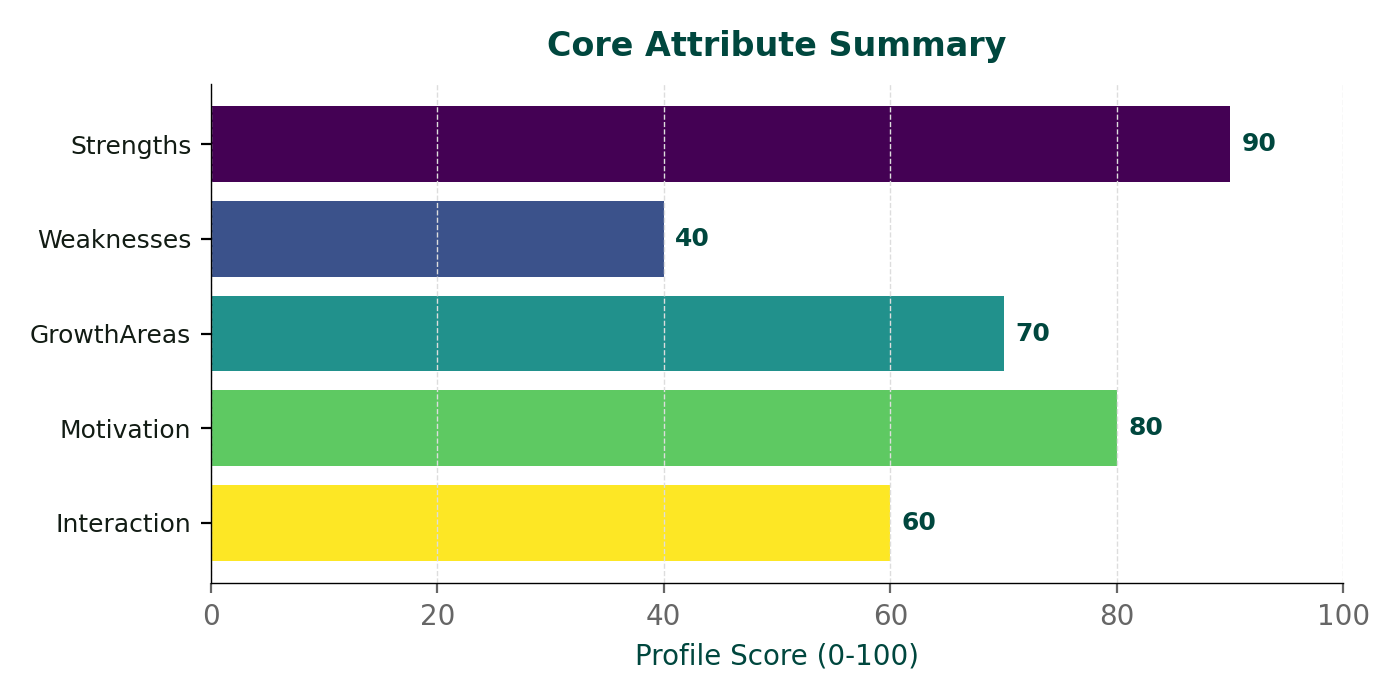 Core Attribute Summary
Strengths 90
Weaknesses 40
GrowthAreas 70
Motivation 80
Interaction 60
0 20 40 60 80 100
Profile Score (0-100)